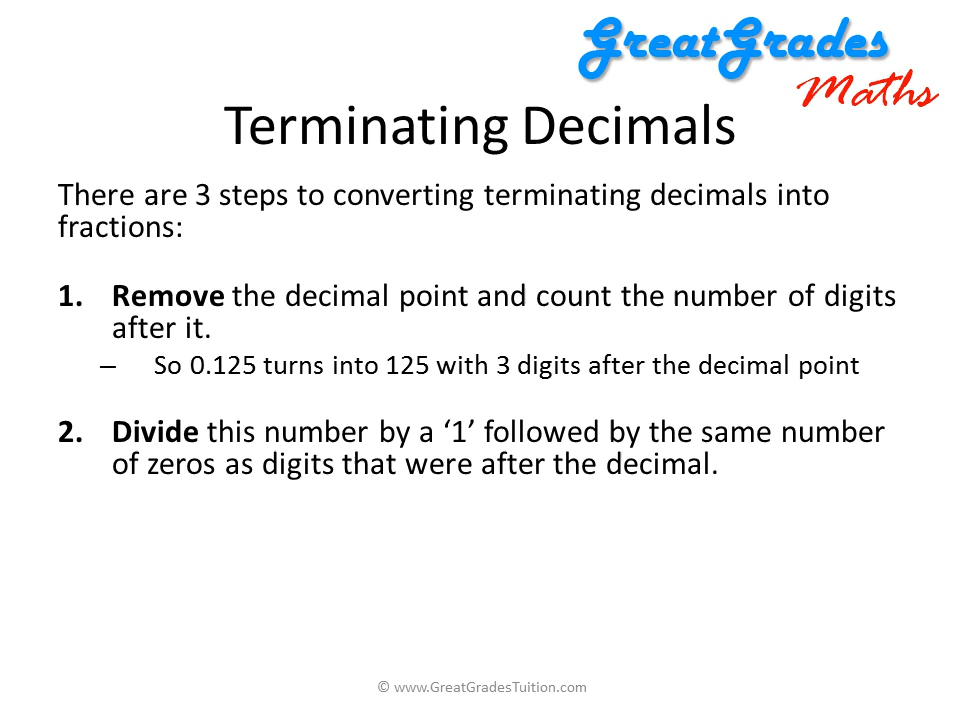 GreatGrades
Maths
Terminating Decimals
There are 3 steps to converting terminating decimals into
fractions:
1. Remove the decimal point and count the number of digits
after it.
– So 0.125 turns into 125 with 3 digits after the decimal point
2. Divide this number by a ‘1’ followed by the same number
of zeros as digits that were after the decimal.
© www.GreatGradesTuition.com